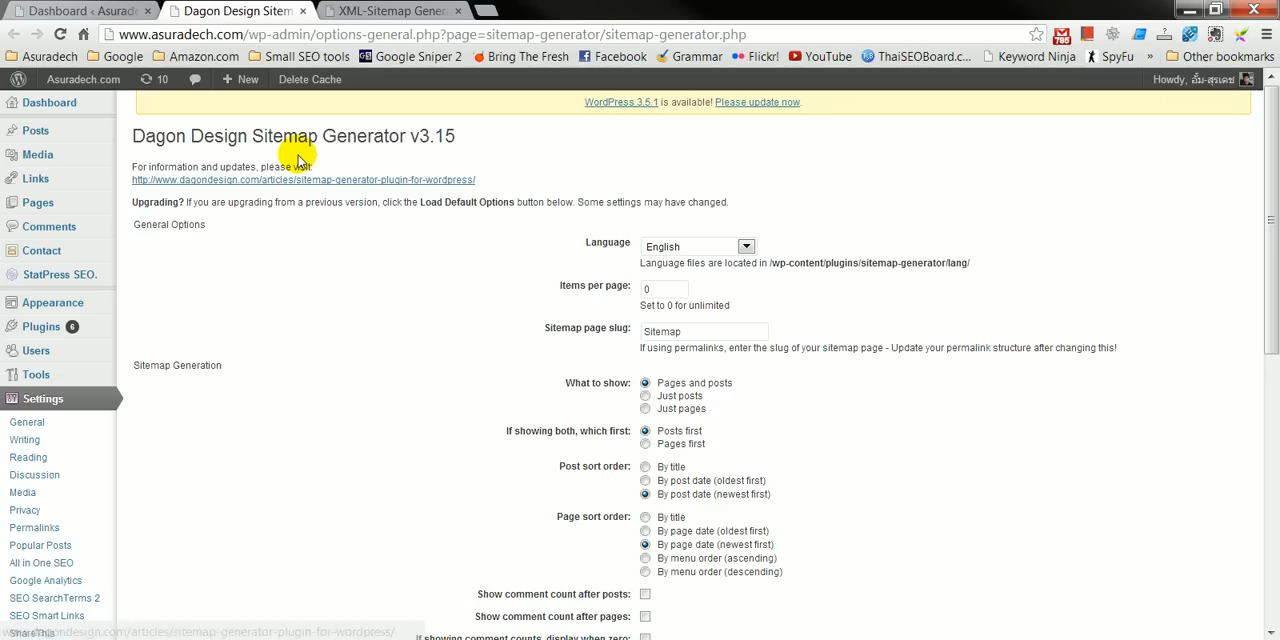 Dashboard ‹ Asurade
Dagon Design Sitem
XML-Sitemap Gener
www.asuradech.com/wp-admin/options-general.php?page=sitemap-generator/sitemap-generator.php
Asuradech Google Amazon.com Small SEO tools Google Sniper 2 Bring The Fresh Facebook Grammar Flickr! YouTube ThaiSEOBoard.c... Keyword Ninja SpyFu » Other bookmarks
Asuradech.com 10 + New Delete Cache Howdy, อั้ม-สุรเดช
WordPress 3.5.1 is available! Please update now.
Dashboard
Posts
Media
Links
Pages
Comments
Contact
StatPress SEO.
Appearance
Plugins 6
Users
Tools
Settings
General
Writing
Reading
Discussion
Media
Privacy
Permalinks
Popular Posts
All in One SEO
Google Analytics
SEO SearchTerms 2
SEO Smart Links
ShareThis
Dagon Design Sitemap Generator v3.15
For information and updates, please visit:
http://www.dagondesign.com/articles/sitemap-generator-plugin-for-wordpress/
Upgrading? If you are upgrading from a previous version, click the Load Default Options button below. Some settings may have changed.
General Options
Language English
Language files are located in /wp-content/plugins/sitemap-generator/lang/
Items per page: 0
Set to 0 for unlimited
Sitemap page slug: Sitemap
If using permalinks, enter the slug of your sitemap page - Update your permalink structure after changing this!
Sitemap Generation
What to show: Pages and posts
Just posts
Just pages
If showing both, which first: Posts first
Pages first
Post sort order: By title
By post date (oldest first)
By post date (newest first)
Page sort order: By title
By page date (oldest first)
By page date (newest first)
By menu order (ascending)
By menu order (descending)
Show comment count after posts:
Show comment count after pages:
If showing comment counts, display when zero: